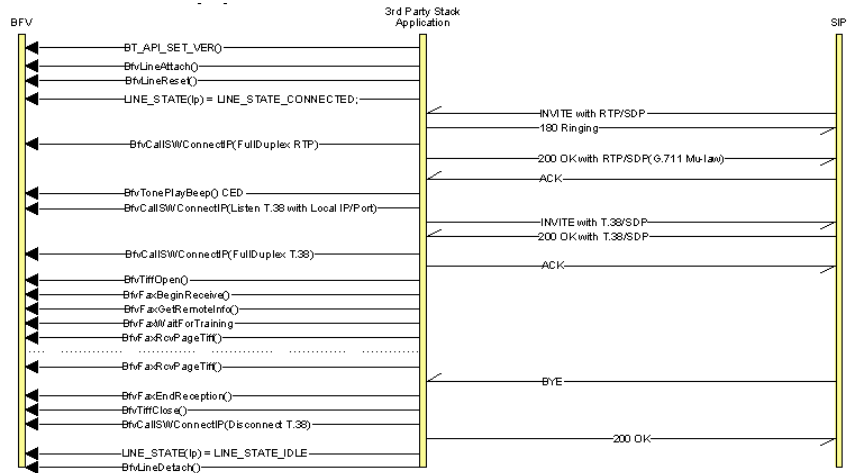 3rd Party Stack
Application
BFV
SIP
BT_API_SET_VER()
BfvLineAttach()
BfvLineReset()
LINE_STATE(lp) = LINE_STATE_CONNECTED;
INVITE with RTP/SDP
180 Ringing
BfvCallSWConnectIP(FullDuplex RTP)
200 OK with RTP/SDP(G.711 Mu-law)
ACK
BfvTonePlayBeep() CED
BfvCallSWConnectIP(Listen T.38 with Local IP/Port)
INVITE with T.38/SDP
200 OK with T.38/SDP
BfvCallSWConnectIP(FullDuplex T.38)
ACK
BfvTiffOpen()
BfvFaxBeginReceive()
BfvFaxGetRemoteInfo()
BfvFaxWaitForTraining
BfvFaxRcvPageTiff()
BfvFaxRcvPageTiff()
BYE
BfvFaxEndReception()
BfvTiffClose()
BfvCallSWConnectIP(Disconnect T.38)
200 OK
LINE_STATE(lp) = LINE_STATE_IDLE
BfvLineDetach()